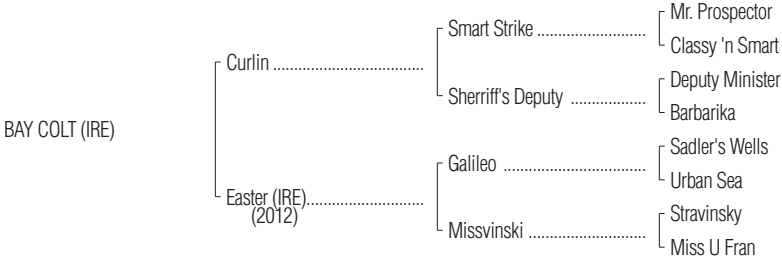 Mr. Prospector
Smart Strike ..........................
Classy 'n Smart
Curlin ....................................
Deputy Minister
Sherriff's Deputy ..................
Barbarika
BAY COLT (IRE)
Sadler's Wells
Galileo ..................................
Urban Sea
Easter (IRE)............................
(2012)
Stravinsky
Missvinski ............................
Miss U Fran